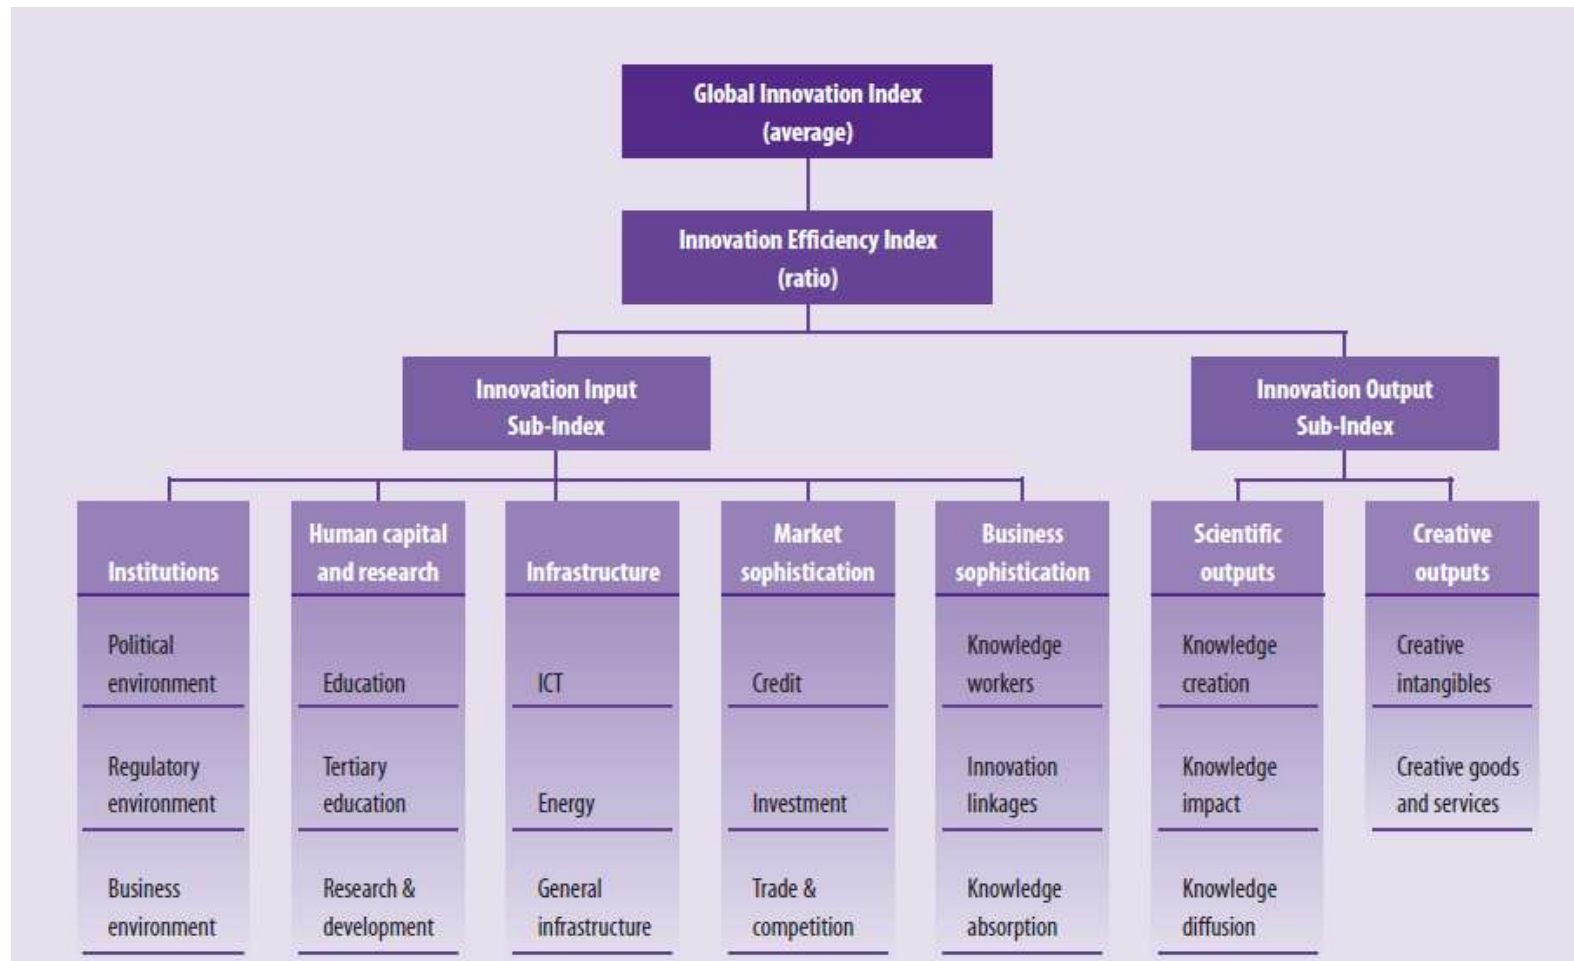 Global Innovation Index
(average)
Innovation Efficiency Index
(ratio)
Innovation Input
Sub-Index
Innovation Output
Sub-Index
Institutions
Human capital
and research
Infrastructure
Market
sophistication
Business
sophistication
Scientific
outputs
Creative
outputs
Political
environment
Education
ICT
Credit
Knowledge
workers
Knowledge
creation
Creative
intangibles
Regulatory
environment
Tertiary
education
Energy
Investment
Innovation
linkages
Knowledge
impact
Creative goods
and services
Business
environment
Research &
development
General
infrastructure
Trade &
competition
Knowledge
absorption
Knowledge
diffusion